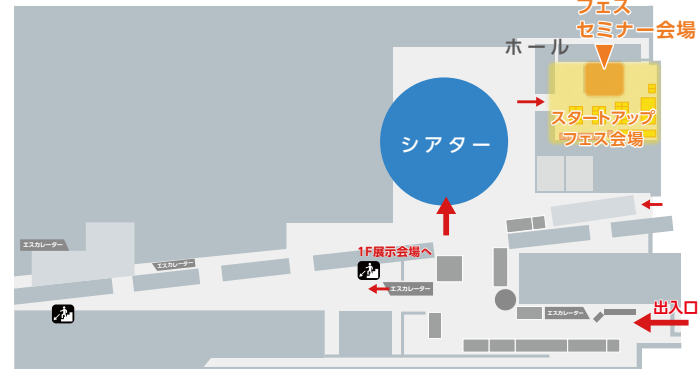 フェス
セミナー会場
ホール
スタートアップ
フェス会場
シアター
エスカレーター
エスカレーター
1F展示会場へ
エスカレーター
エスカレーター
出入口